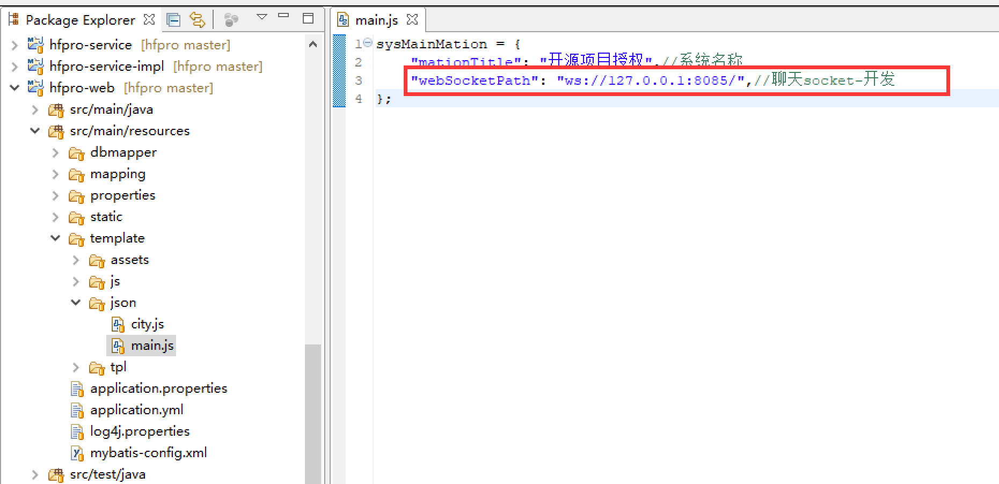 Package Explorer
hfpro-service [hfpro master]
hfpro-service-impl [hfpro master]
hfpro-web [hfpro master]
src/main/java
src/main/resources
dbmapper
mapping
properties
static
template
assets
js
json
city.js
main.js
tpl
application.properties
application.yml
log4j.properties
mybatis-config.xml
src/test/java
main.js
1 sysMainMation = {
2 "mationTitle": "开源项目授权",//系统名称
3 "webSocketPath": "ws://127.0.0.1:8085/",//聊天socket-开发
4 };